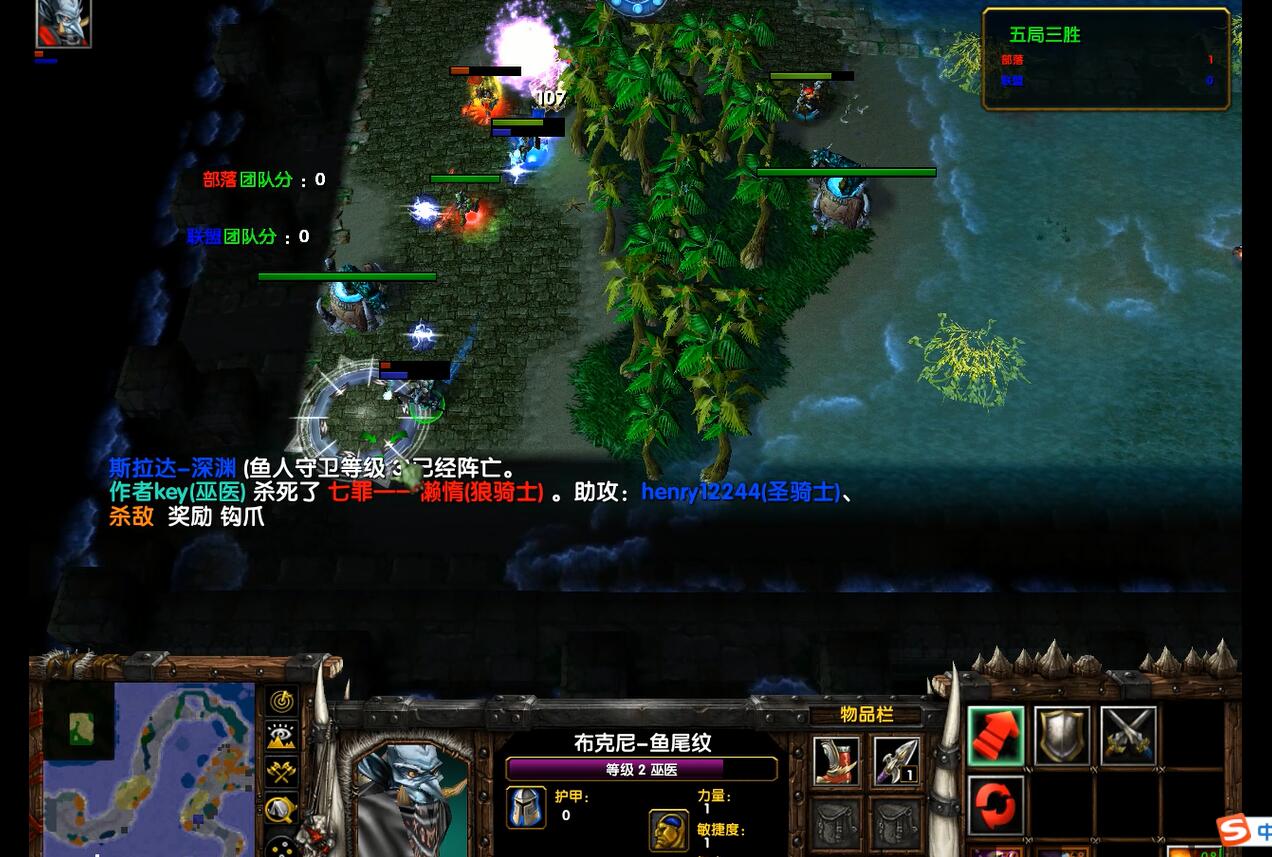 五局三胜
部落 1
联盟 0
107
部落团队分：0
联盟团队分：0
斯拉达-深渊 (鱼人守卫等级 3)已经阵亡。
作者key(巫医) 杀死了 七罪——懒惰(狼骑士) 。助攻：henry12244(圣骑士)、
杀敌 奖励 钩爪
物品栏
布克尼-鱼尾纹
等级 2 巫医
护甲：
0
力量：
1
敏捷度：
1
1
中